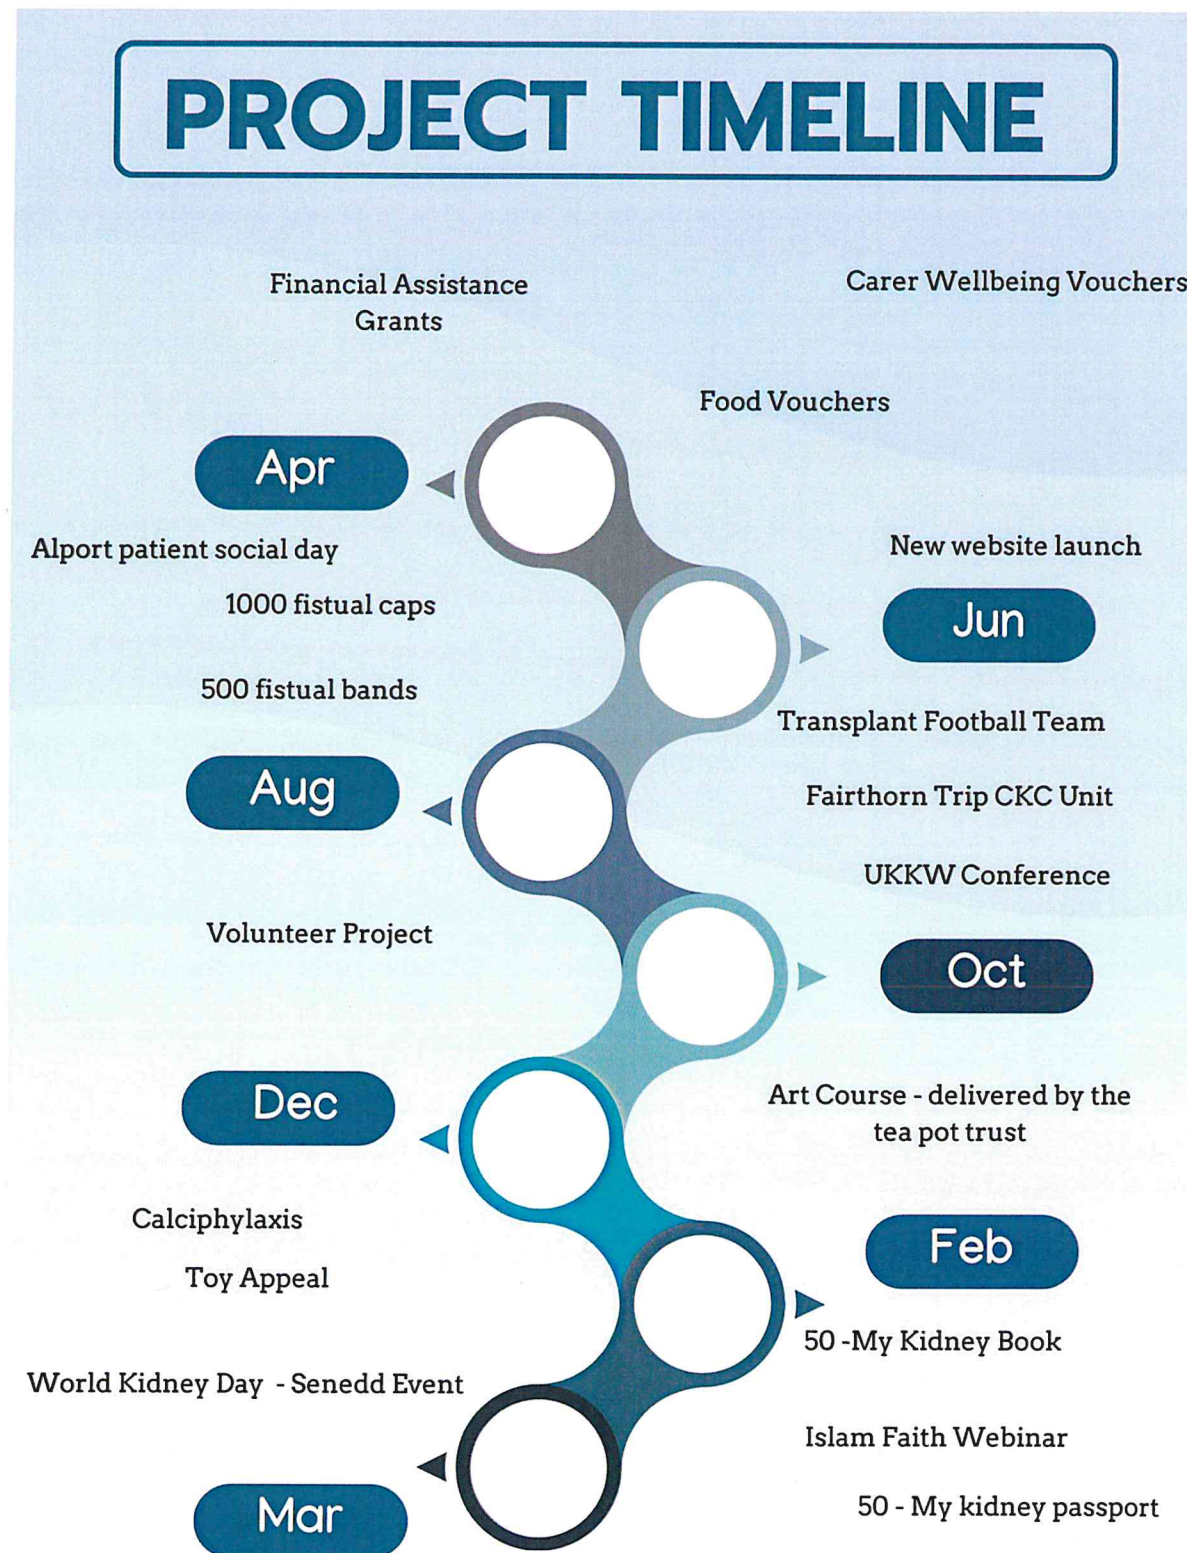 PROJECT TIMELINE
Financial Assistance
Grants
Carer Wellbeing Vouchers
Food Vouchers
Apr
Alport patient social day
1000 fistual caps
500 fistual bands
New website launch
Jun
Transplant Football Team
Fairthorn Trip CKC Unit
UKKW Conference
Aug
Volunteer Project
Oct
Art Course - delivered by the
tea pot trust
Dec
Calciphylaxis
Toy Appeal
Feb
50 -My Kidney Book
Islam Faith Webinar
50 - My kidney passport
World Kidney Day - Senedd Event
Mar